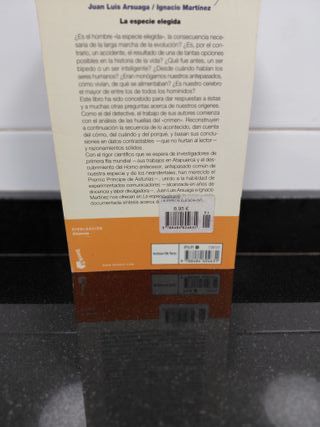 Juan Luis Arsuaga / Ignacio Martínez
La especie elegida
¿Es el hombre «la especie elegida», la consecuencia nece-
saria de la larga marcha de la evolución? ¿Es, por el con-
trario, un accidente, el resultado de una de tantas opciones
posibles en la historia de la vida? ¿Qué fue antes, un ser
bípedo o un ser inteligente? ¿Desde cuándo hablan los
seres humanos? ¿Eran monógamos nuestros antepasados,
cómo vivían, de qué se alimentaban? ¿Es nuestro cerebro
el mayor de entre los de todos los homínidos?
Este libro ha sido concebido para dar respuestas a éstas
y a muchas otras preguntas acerca de nuestros orígenes.
Como el del detective, el trabajo de sus autores comienza
con el análisis de las huellas del «crimen». Reconstruyen
a continuación la secuencia de lo acontecido, dan cuenta
del cómo, del cuándo y del porqué, y basan sus conclu-
siones en datos contrastables —que no hurtan al lector—
y razonamientos sólidos.
Con el rigor científico que se espera de investigadores de
primera fila mundial —sus trabajos en Atapuerca y el des-
cubrimiento del Homo antecessor, antepasado común de
nuestra especie y de los neandertales, han merecido el
Premio Príncipe de Asturias—, unido a la habilidad de
experimentados comunicadores —alcanzada en años de
docencia y labor divulgadora—, Juan Luis Arsuaga e Ignacio
Martínez nos ofrecen en La especie
documentada síntesis acerca
8,95 €
DIVULGACIÓN